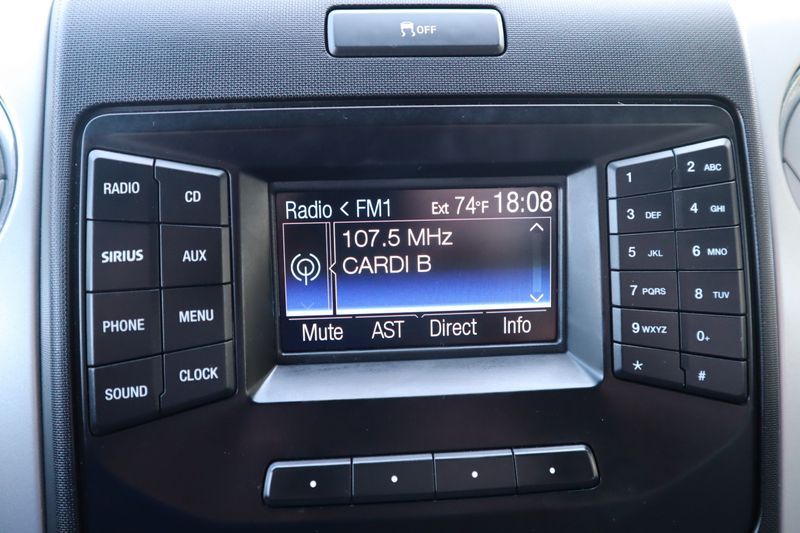 OFF
Radio < FM1 Ext 74°F 18:08
107.5 MHz
CARDI B
Mute AST Direct Info
RADIO CD
SIRIUS AUX
PHONE MENU
SOUND CLOCK
1 2 ABC
3 DEF 4 GHI
5 JKL 6 MNO
7 PQRS 8 TUV
9 WXYZ 0+
* #